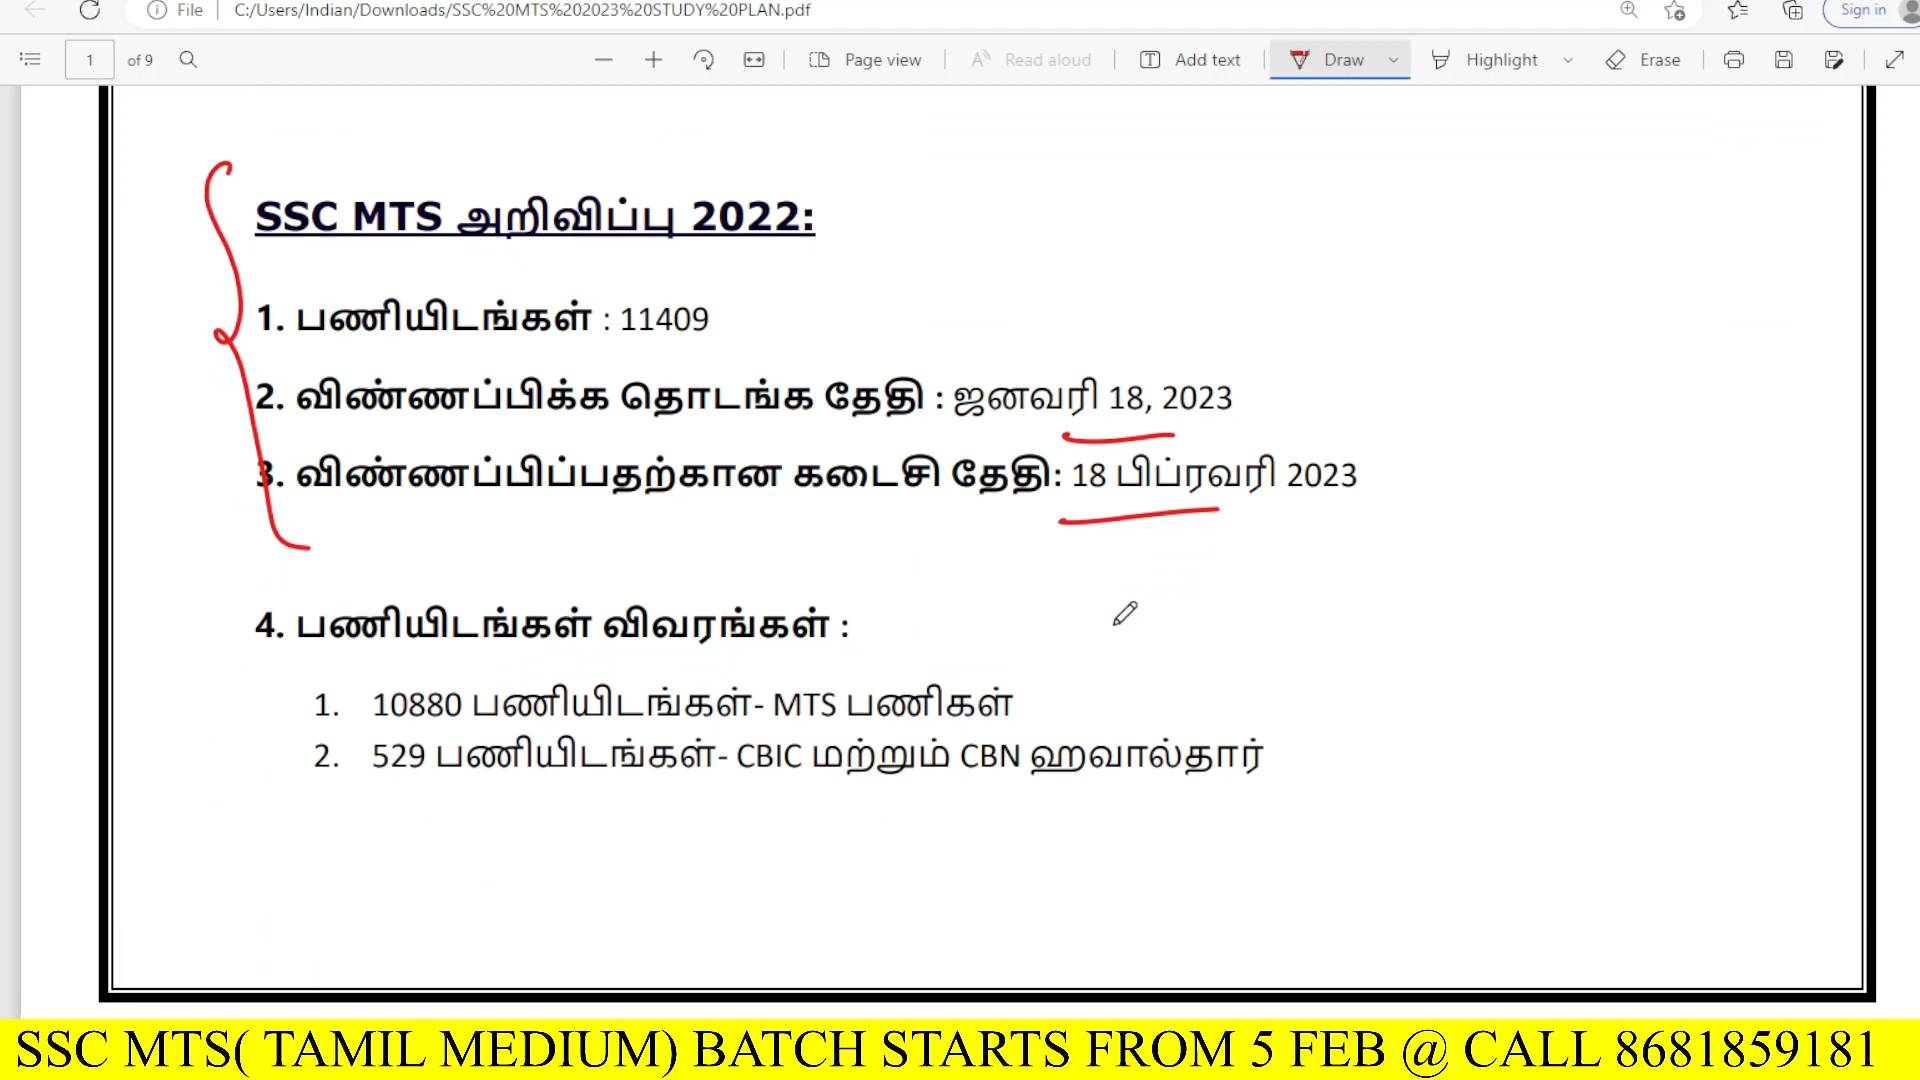 File C:/Users/Indian/Downloads/SSC%20MTS%202023%20STUDY%20PLAN.pdf Sign in
1 of 9 Page view Read aloud Add text Draw Highlight Erase
SSC MTS அறிவிப்பு 2022:
1. பணியிடங்கள் : 11409
2. விண்ணப்பிக்க தொடங்க தேதி : ஜனவரி 18, 2023
3. விண்ணப்பிப்பதற்கான கடைசி தேதி: 18 பிப்ரவரி 2023
4. பணியிடங்கள் விவரங்கள் :
1. 10880 பணியிடங்கள்- MTS பணிகள்
2. 529 பணியிடங்கள்- CBIC மற்றும் CBN ஹவால்தார்
SSC MTS( TAMIL MEDIUM) BATCH STARTS FROM 5 FEB @ CALL 8681859181